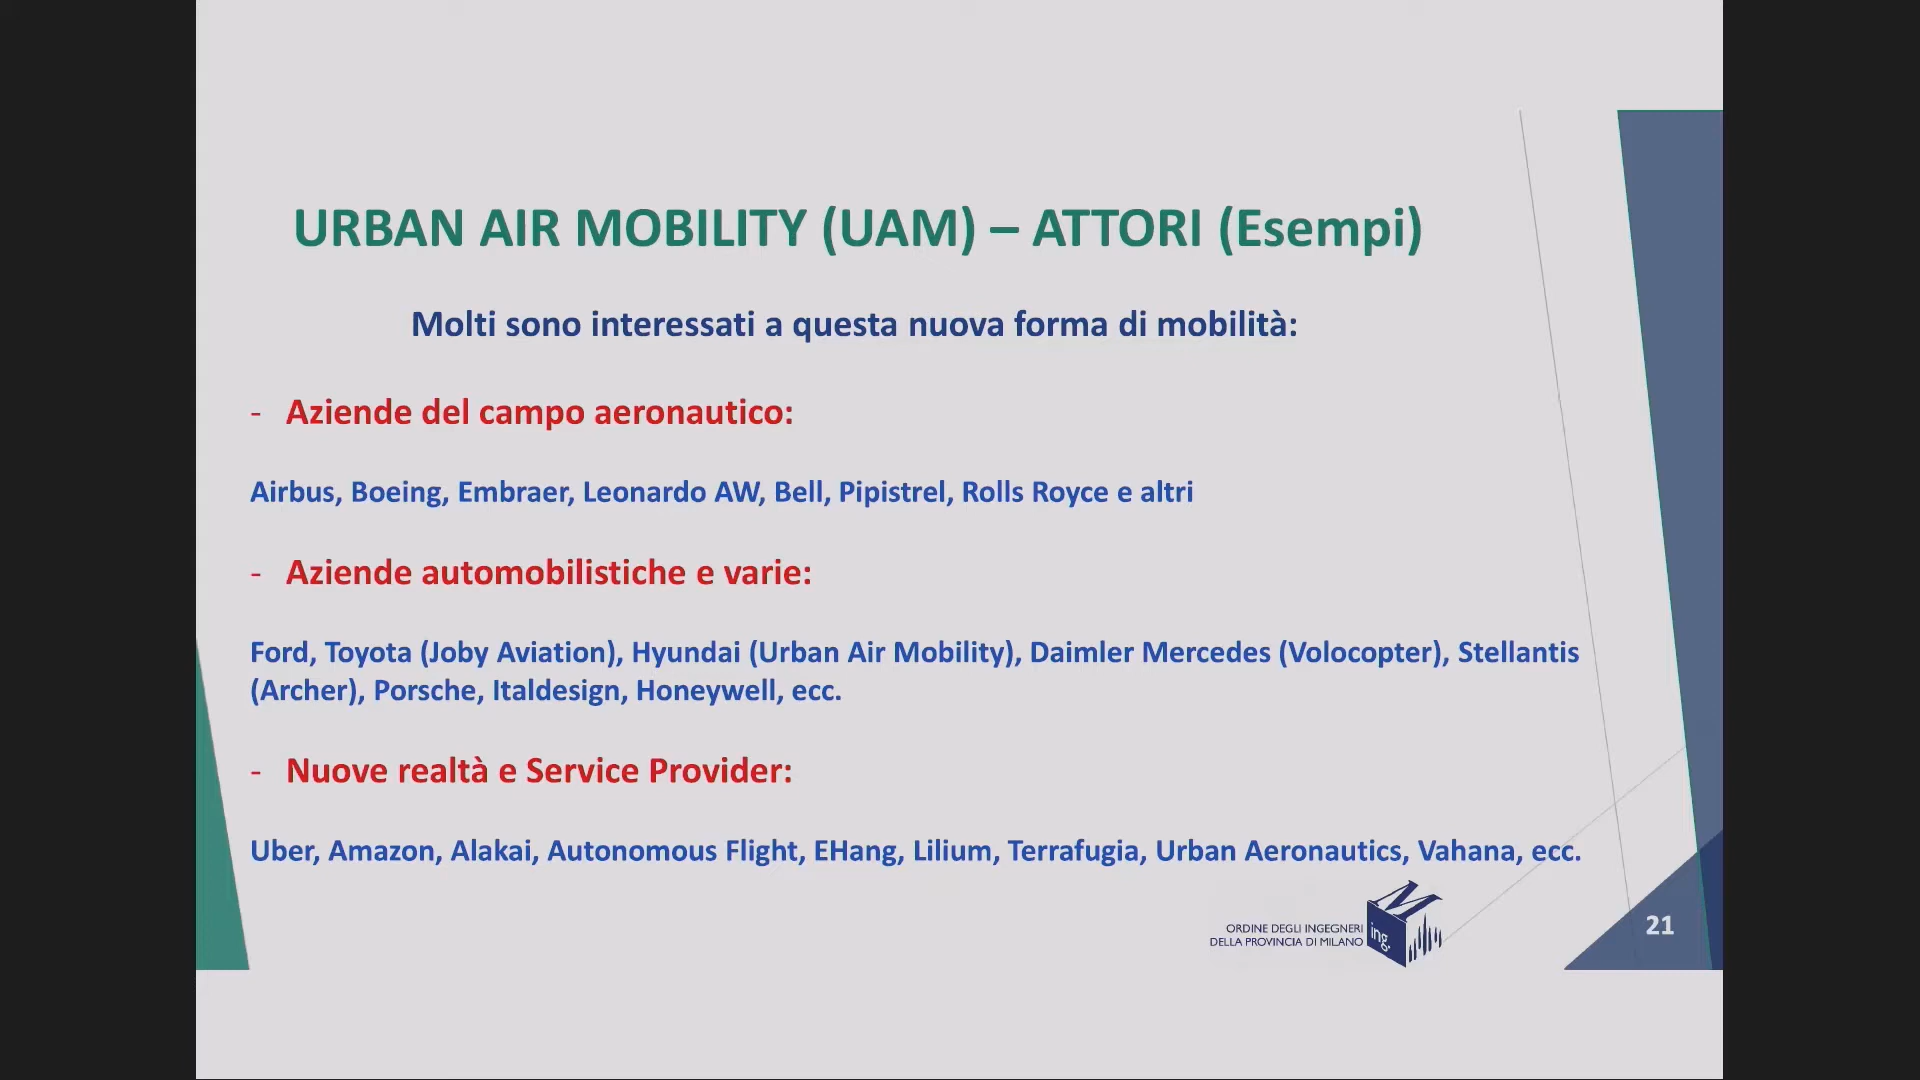 URBAN AIR MOBILITY (UAM) – ATTORI (Esempi)
Molti sono interessati a questa nuova forma di mobilità:
- Aziende del campo aeronautico:
Airbus, Boeing, Embraer, Leonardo AW, Bell, Pipistrel, Rolls Royce e altri
- Aziende automobilistiche e varie:
Ford, Toyota (Joby Aviation), Hyundai (Urban Air Mobility), Daimler Mercedes (Volocopter), Stellantis
(Archer), Porsche, Italdesign, Honeywell, ecc.
- Nuove realtà e Service Provider:
Uber, Amazon, Alakai, Autonomous Flight, EHang, Lilium, Terrafugia, Urban Aeronautics, Vahana, ecc.
ORDINE DEGLI INGEGNERI
DELLA PROVINCIA DI MILANO
ing.
21